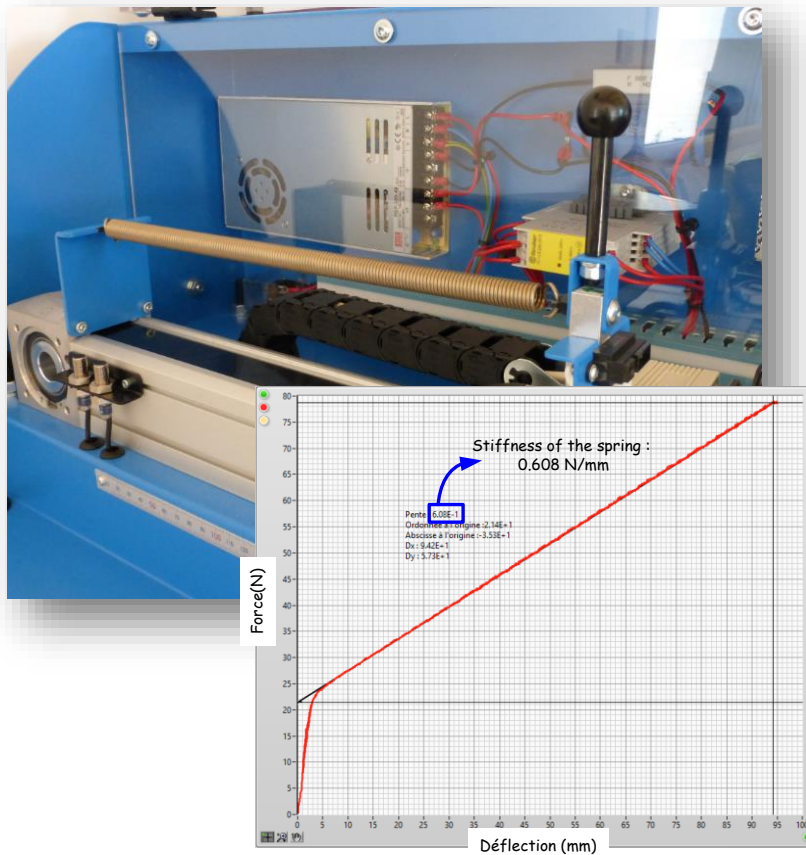 Stiffness of the spring :
0.608 N/mm
Pente 6.08E-1
Ordonnée à l'origine :2.14E+1
Abscisse à l'origine :-3.53E+1
Dx : 9.42E+1
Dy : 5.73E+1
Force(N)
80
75
70
65
60
55
50
45
40
35
30
25
20
15
10
5
0
0 5 10 15 20 25 30 35 40 45 50 55 60 65 70 75 80 85 90 95 100
Déflection (mm)